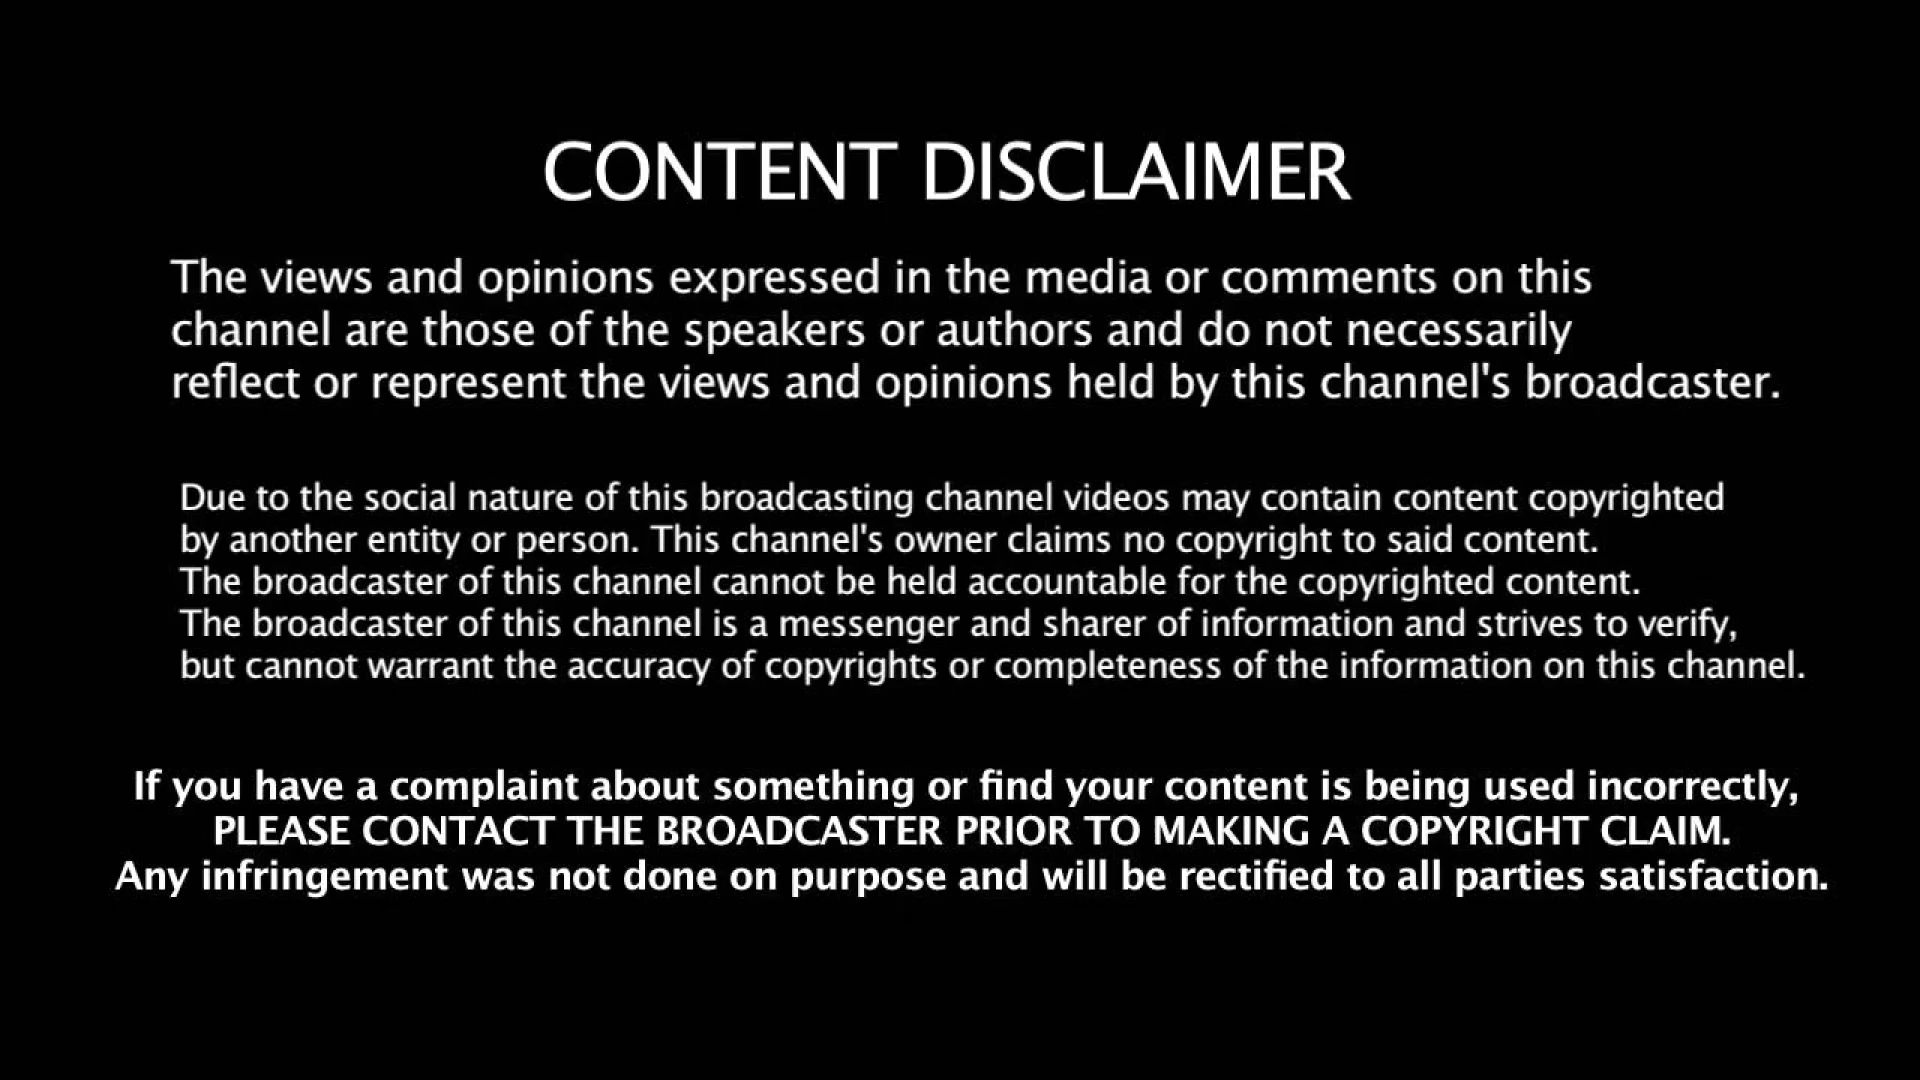 CONTENT DISCLAIMER
The views and opinions expressed in the media or comments on this
channel are those of the speakers or authors and do not necessarily
reflect or represent the views and opinions held by this channel's broadcaster.
Due to the social nature of this broadcasting channel videos may contain content copyrighted
by another entity or person. This channel's owner claims no copyright to said content.
The broadcaster of this channel cannot be held accountable for the copyrighted content.
The broadcaster of this channel is a messenger and sharer of information and strives to verify,
but cannot warrant the accuracy of copyrights or completeness of the information on this channel.
If you have a complaint about something or find your content is being used incorrectly,
PLEASE CONTACT THE BROADCASTER PRIOR TO MAKING A COPYRIGHT CLAIM.
Any infringement was not done on purpose and will be rectified to all parties satisfaction.